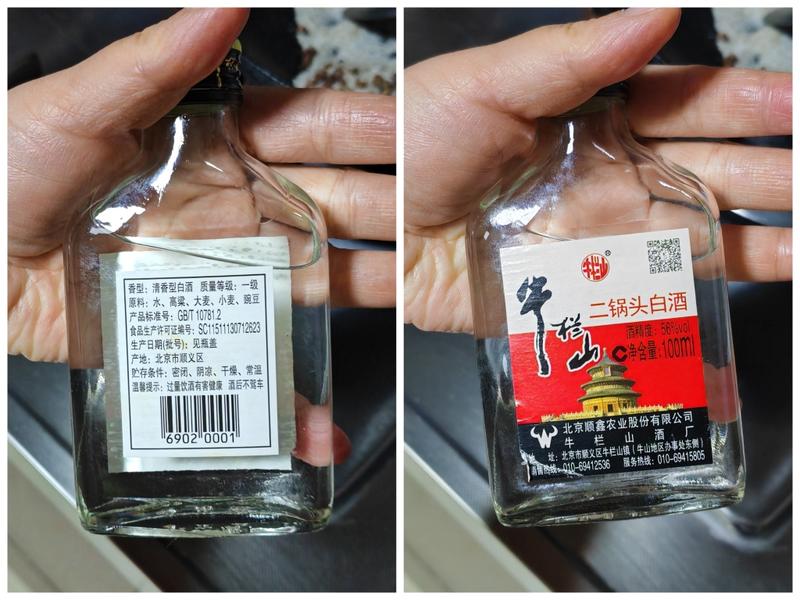 香型：清香型白酒 质量等级：一级
原料：水、高粱、大麦、小麦、豌豆
产品标准号：GB/T 10781.2
食品生产许可证编号：SC11511130712623
生产日期(批号)：见瓶盖
产地：北京市顺义区
贮存条件：密闭、阴凉、干燥、常温
温馨提示：过量饮酒有害健康 酒后不驾车
6902 0001
牛栏山
®
二锅头白酒
酒精度：56%vol
C净含量：100ml
北京顺鑫农业股份有限公司
牛栏山酒厂
地 址：北京市顺义区牛栏山镇（牛山地区办事处东侧）
销售热线：010-69412536 服务热线：010-69415805